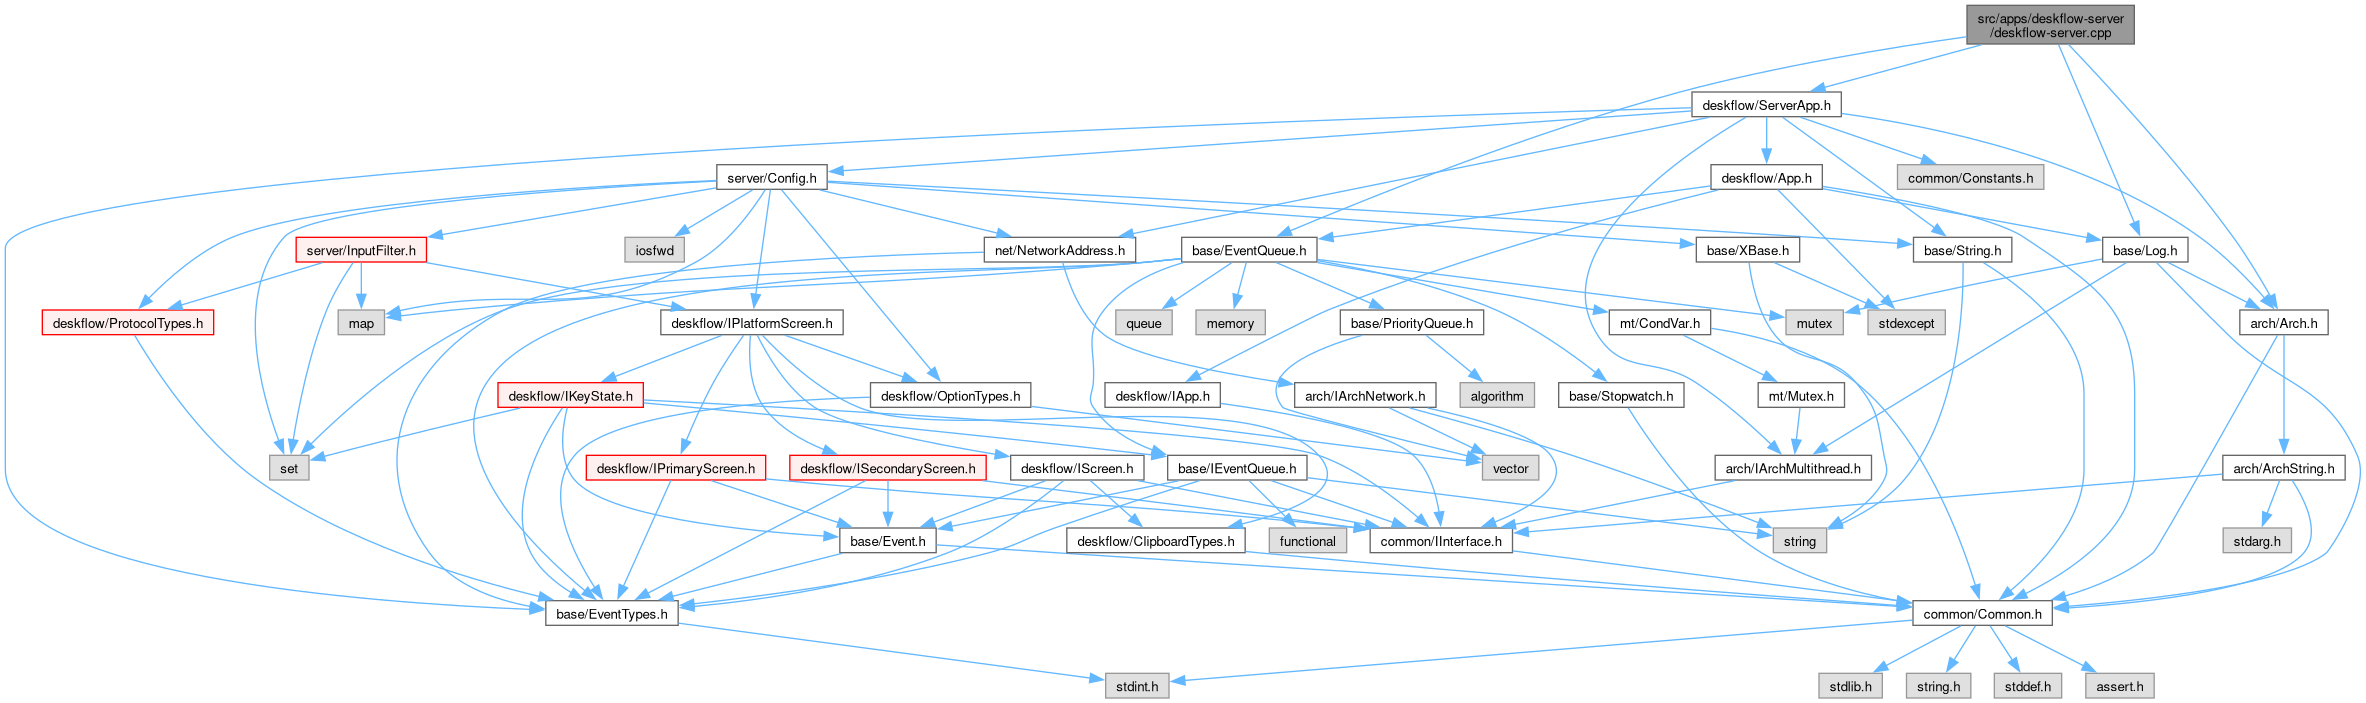 src/apps/deskflow-server
/deskflow-server.cpp
deskflow/ServerApp.h
server/Config.h
deskflow/App.h
common/Constants.h
server/InputFilter.h
iosfwd
net/NetworkAddress.h
base/EventQueue.h
base/XBase.h
base/String.h
base/Log.h
deskflow/ProtocolTypes.h
map
deskflow/IPlatformScreen.h
queue
memory
base/PriorityQueue.h
mt/CondVar.h
mutex
stdexcept
arch/Arch.h
deskflow/IKeyState.h
deskflow/OptionTypes.h
deskflow/IApp.h
arch/IArchNetwork.h
algorithm
base/Stopwatch.h
mt/Mutex.h
set
deskflow/IPrimaryScreen.h
deskflow/ISecondaryScreen.h
deskflow/IScreen.h
base/IEventQueue.h
vector
arch/IArchMultithread.h
arch/ArchString.h
base/Event.h
deskflow/ClipboardTypes.h
functional
common/IInterface.h
string
stdarg.h
base/EventTypes.h
common/Common.h
stdint.h
stdlib.h
string.h
stddef.h
assert.h